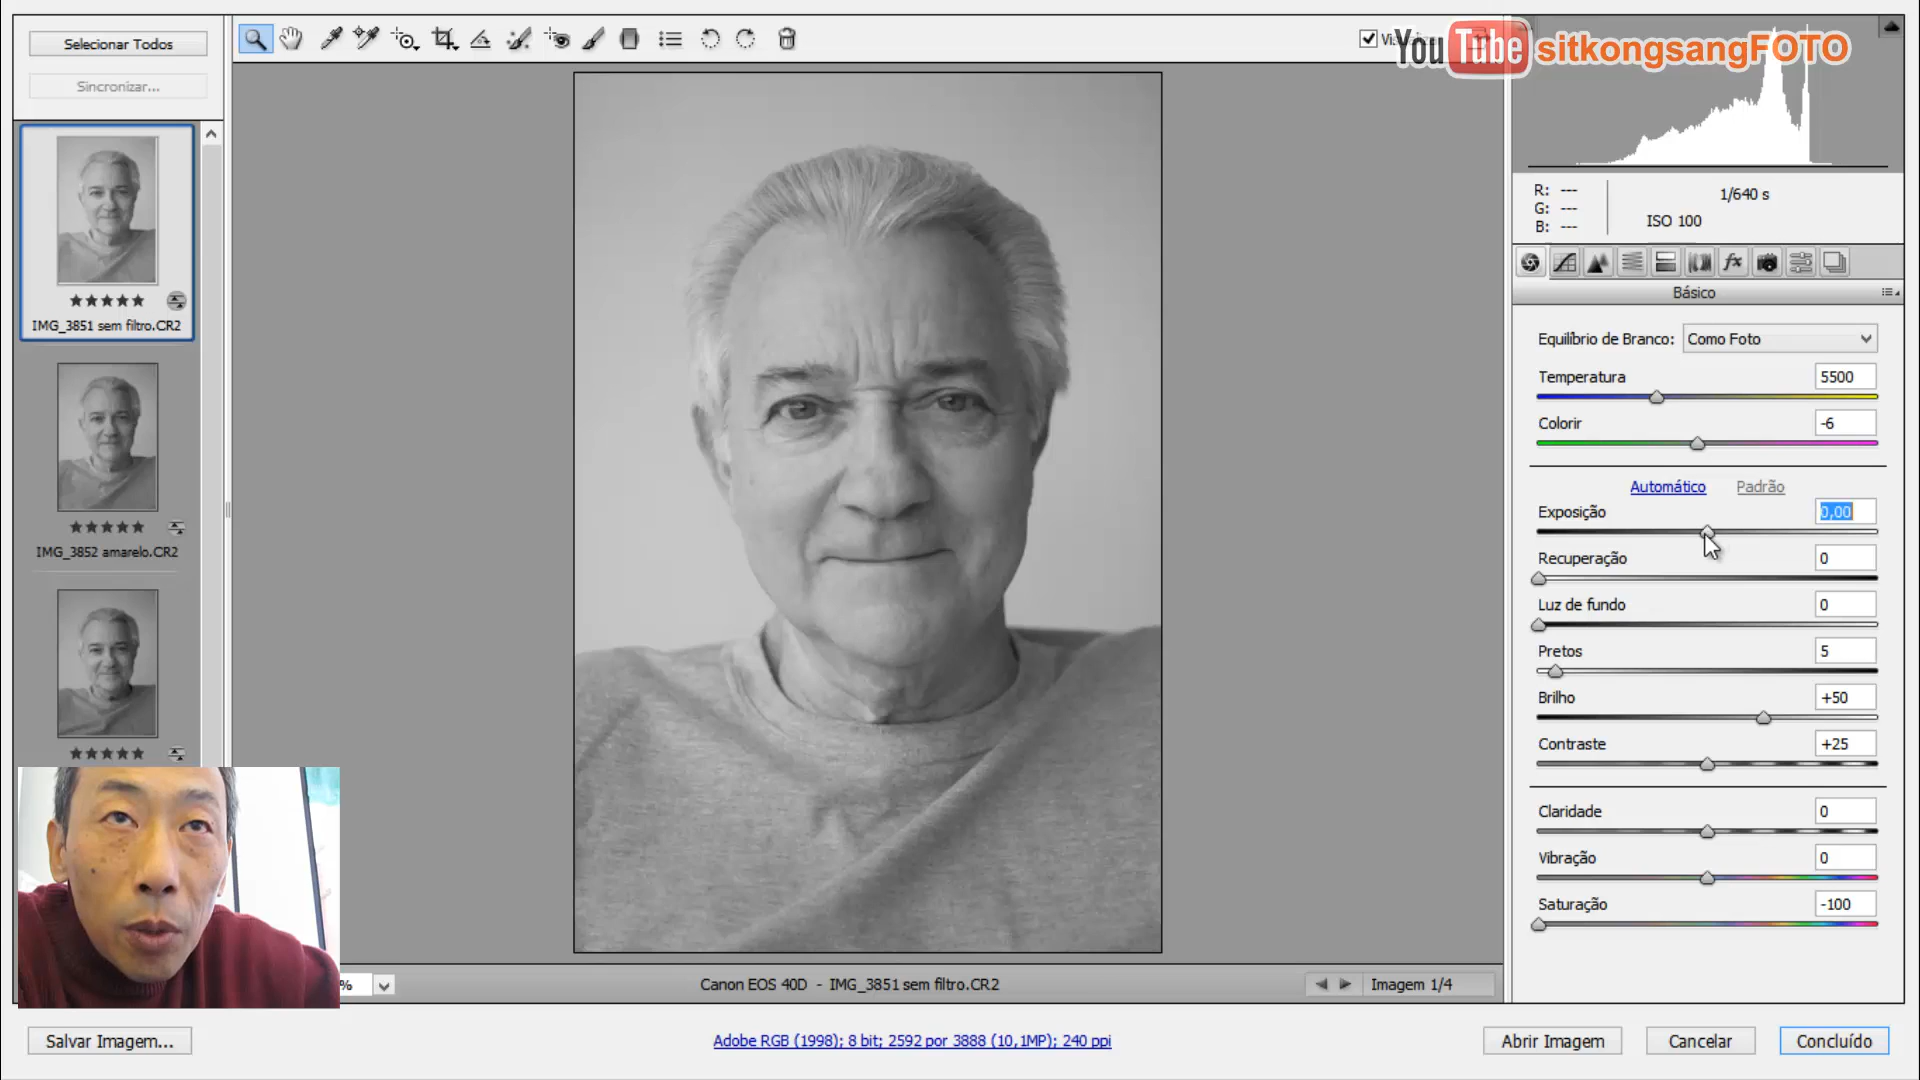 Selecionar Todos
Sincronizar...
IMG_3851 sem filtro.CR2
IMG_3852 amarelo.CR2
YouTube sitkongsangFOTO
R: ---
G: ---
B: ---
1/640 s
ISO 100
fx
Básico
Equilíbrio de Branco: Como Foto
Temperatura 5500
Colorir -6
Automático Padrão
Exposição 0,00
Recuperação 0
Luz de fundo 0
Pretos 5
Brilho +50
Contraste +25
Claridade 0
Vibração 0
Saturação -100
% Canon EOS 40D - IMG_3851 sem filtro.CR2 Imagem 1/4
Salvar Imagem... Adobe RGB (1998); 8 bit; 2592 por 3888 (10,1MP); 240 ppi Abrir Imagem Cancelar Concluído